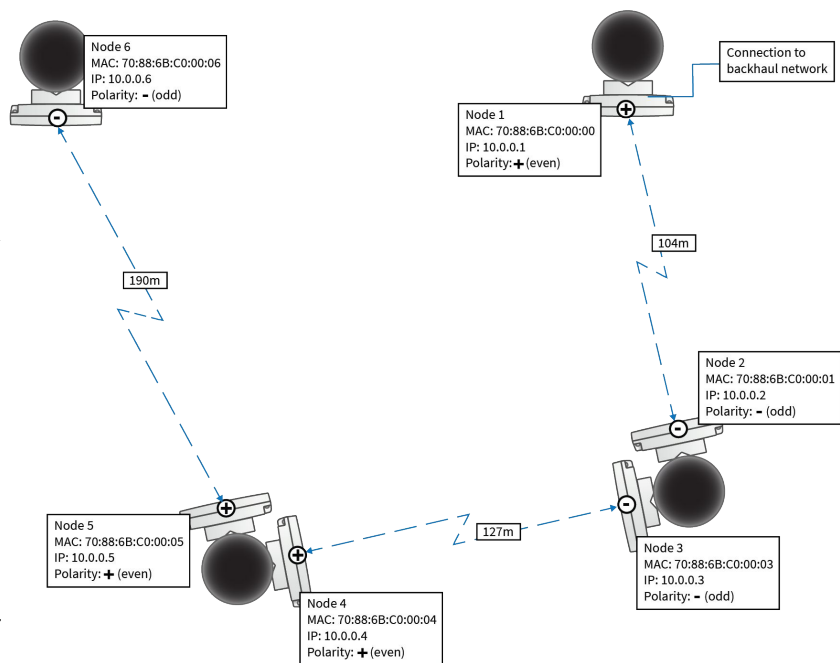 Node 6
MAC: 70:88:6B:C0:00:06
IP: 10.0.0.6
Polarity: - (odd)
-
Connection to
backhaul network
Node 1
MAC: 70:88:6B:C0:00:00
IP: 10.0.0.1
Polarity: + (even)
+
104m
190m
Node 2
MAC: 70:88:6B:C0:00:01
IP: 10.0.0.2
Polarity: - (odd)
-
-
127m
Node 3
MAC: 70:88:6B:C0:00:03
IP: 10.0.0.3
Polarity: - (odd)
+
Node 5
MAC: 70:88:6B:C0:00:05
IP: 10.0.0.5
Polarity: + (even)
+
Node 4
MAC: 70:88:6B:C0:00:04
IP: 10.0.0.4
Polarity: + (even)